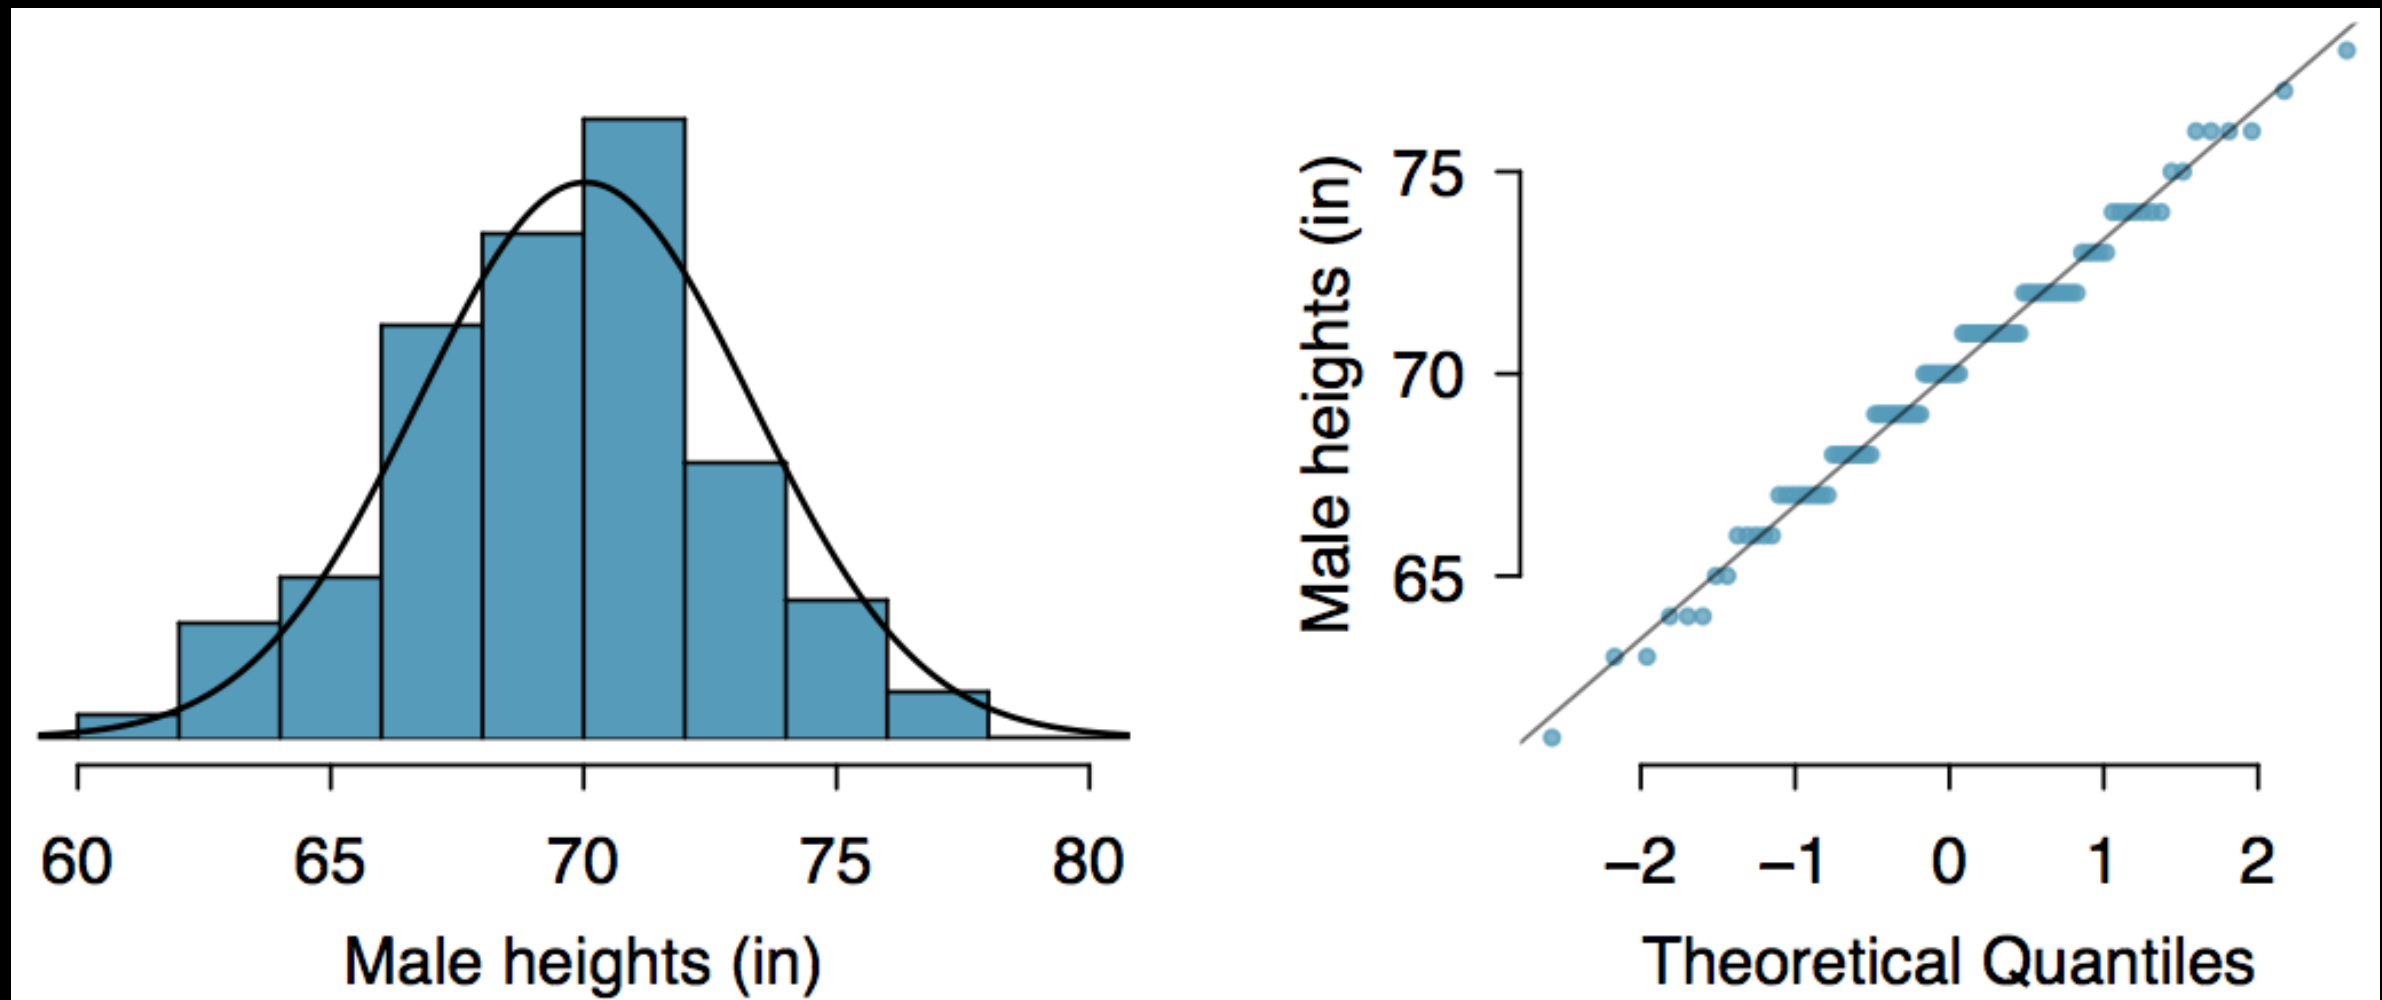 60 65 70 75 80
Male heights (in)
Male heights (in)
75
70
65
−2 −1 0 1 2
Theoretical Quantiles